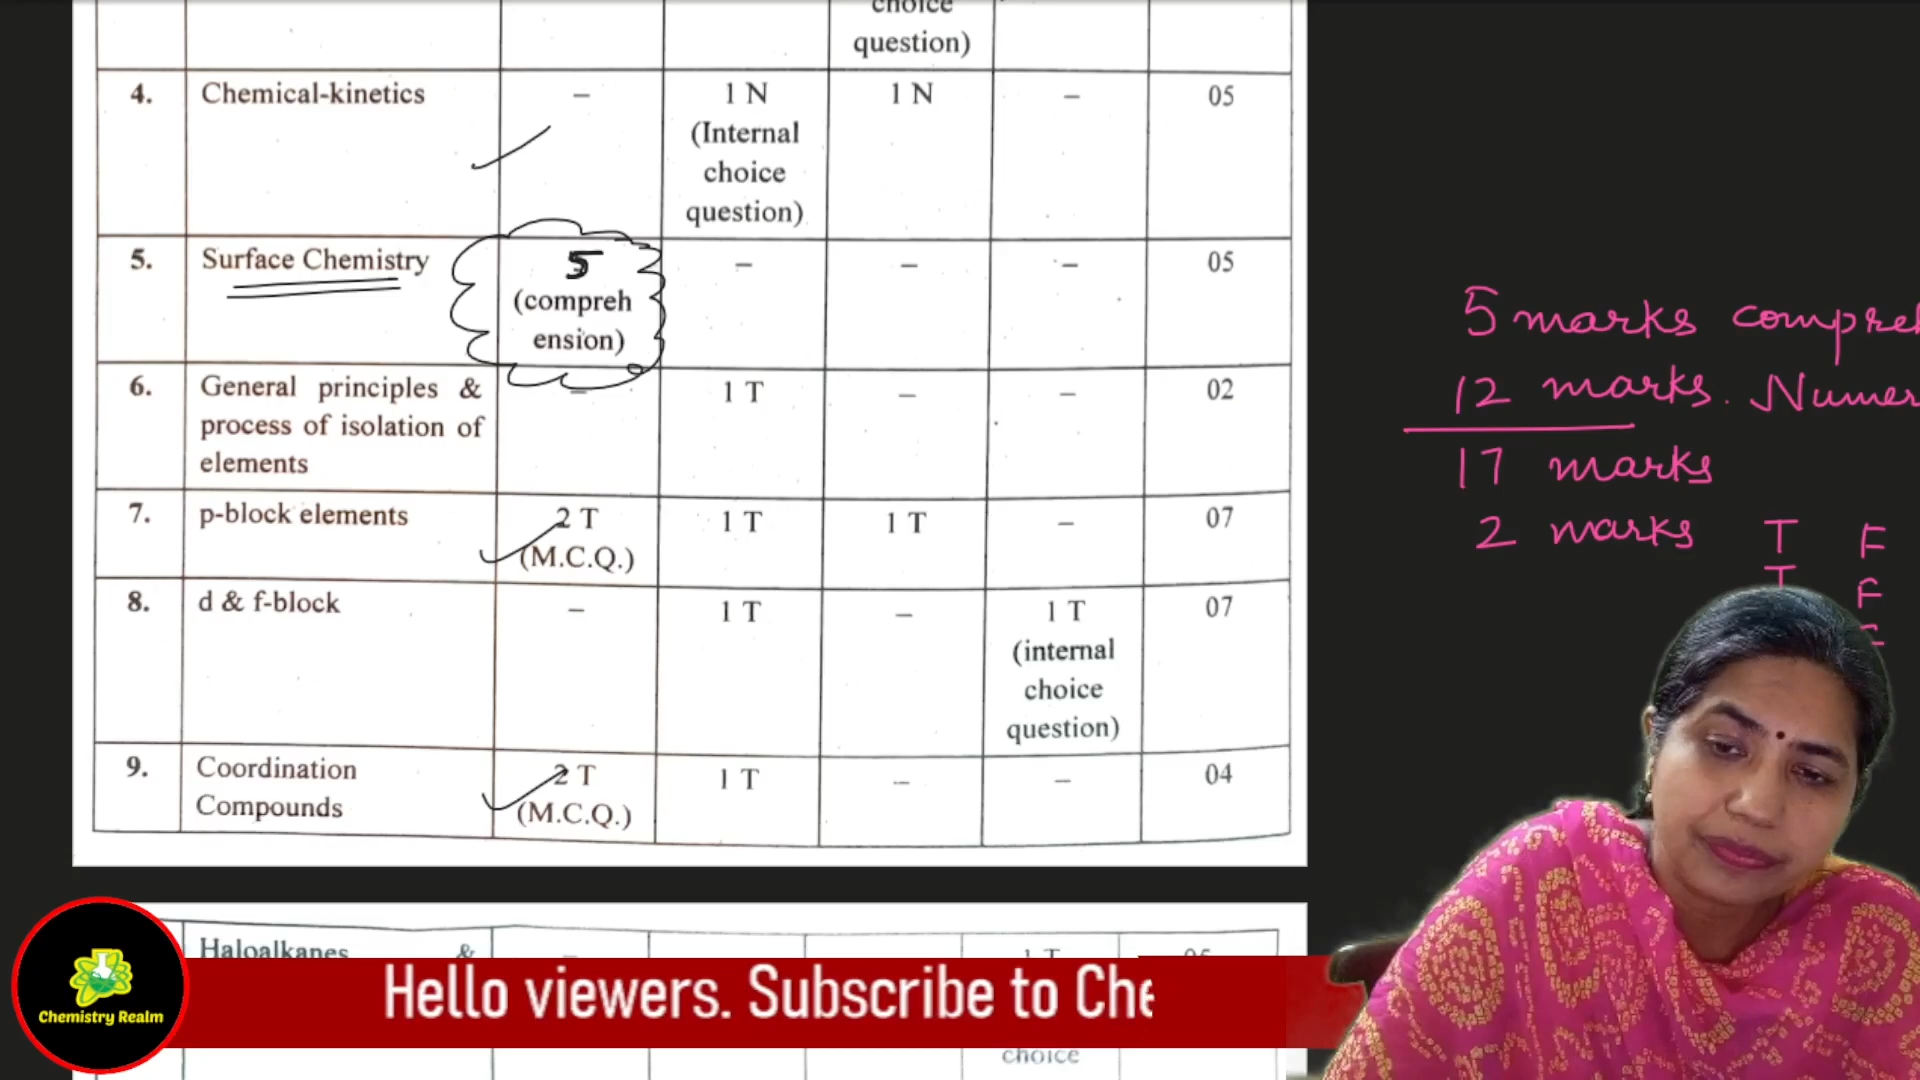 choice
question)
4. Chemical-kinetics – 1 N 1 N – 05
(Internal
choice
question)
5. Surface Chemistry 5 – – – 05
(compreh
ension)
6. General principles & – 1 T – – 02
process of isolation of
elements
7. p-block elements 2 T 1 T 1 T – 07
(M.C.Q.)
8. d & f-block – 1 T – 1 T 07
(internal
choice
question)
9. Coordination 2 T 1 T – – 04
Compounds (M.C.Q.)
Haloalkanes & – 1 T 05
choice
5 marks compreh
12 marks. Numer
17 marks
2 marks T F
T F
Chemistry Realm
Hello viewers. Subscribe to Che